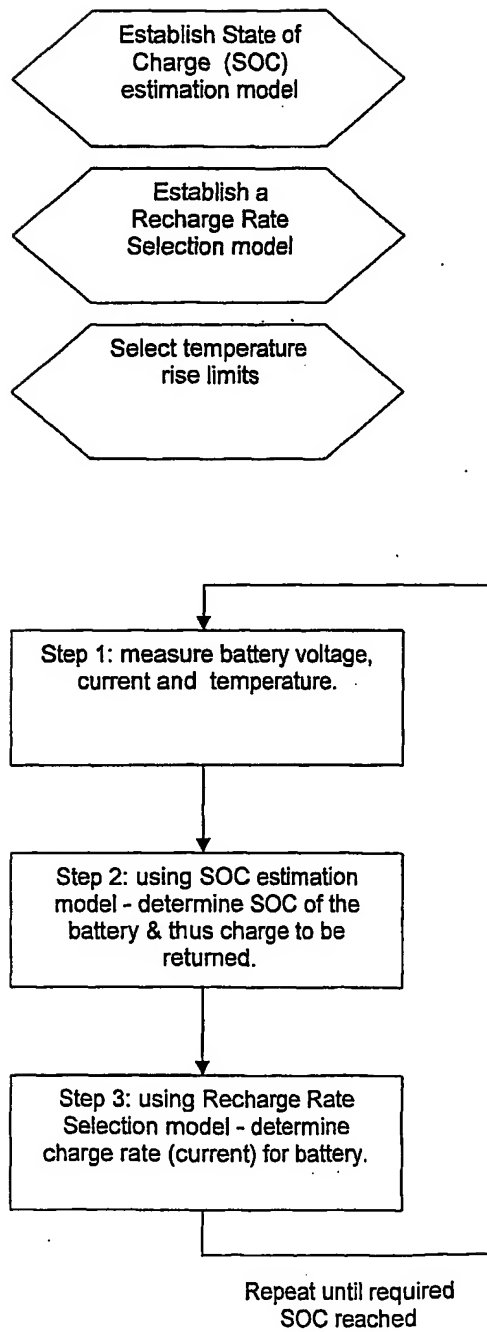 Establish State of
Charge (SOC)
estimation model
Establish a
Recharge Rate
Selection model
Select temperature
rise limits
Step 1: measure battery voltage,
current and temperature.
Step 2: using SOC estimation
model - determine SOC of the
battery & thus charge to be
returned.
Step 3: using Recharge Rate
Selection model - determine
charge rate (current) for battery.
Repeat until required
SOC reached